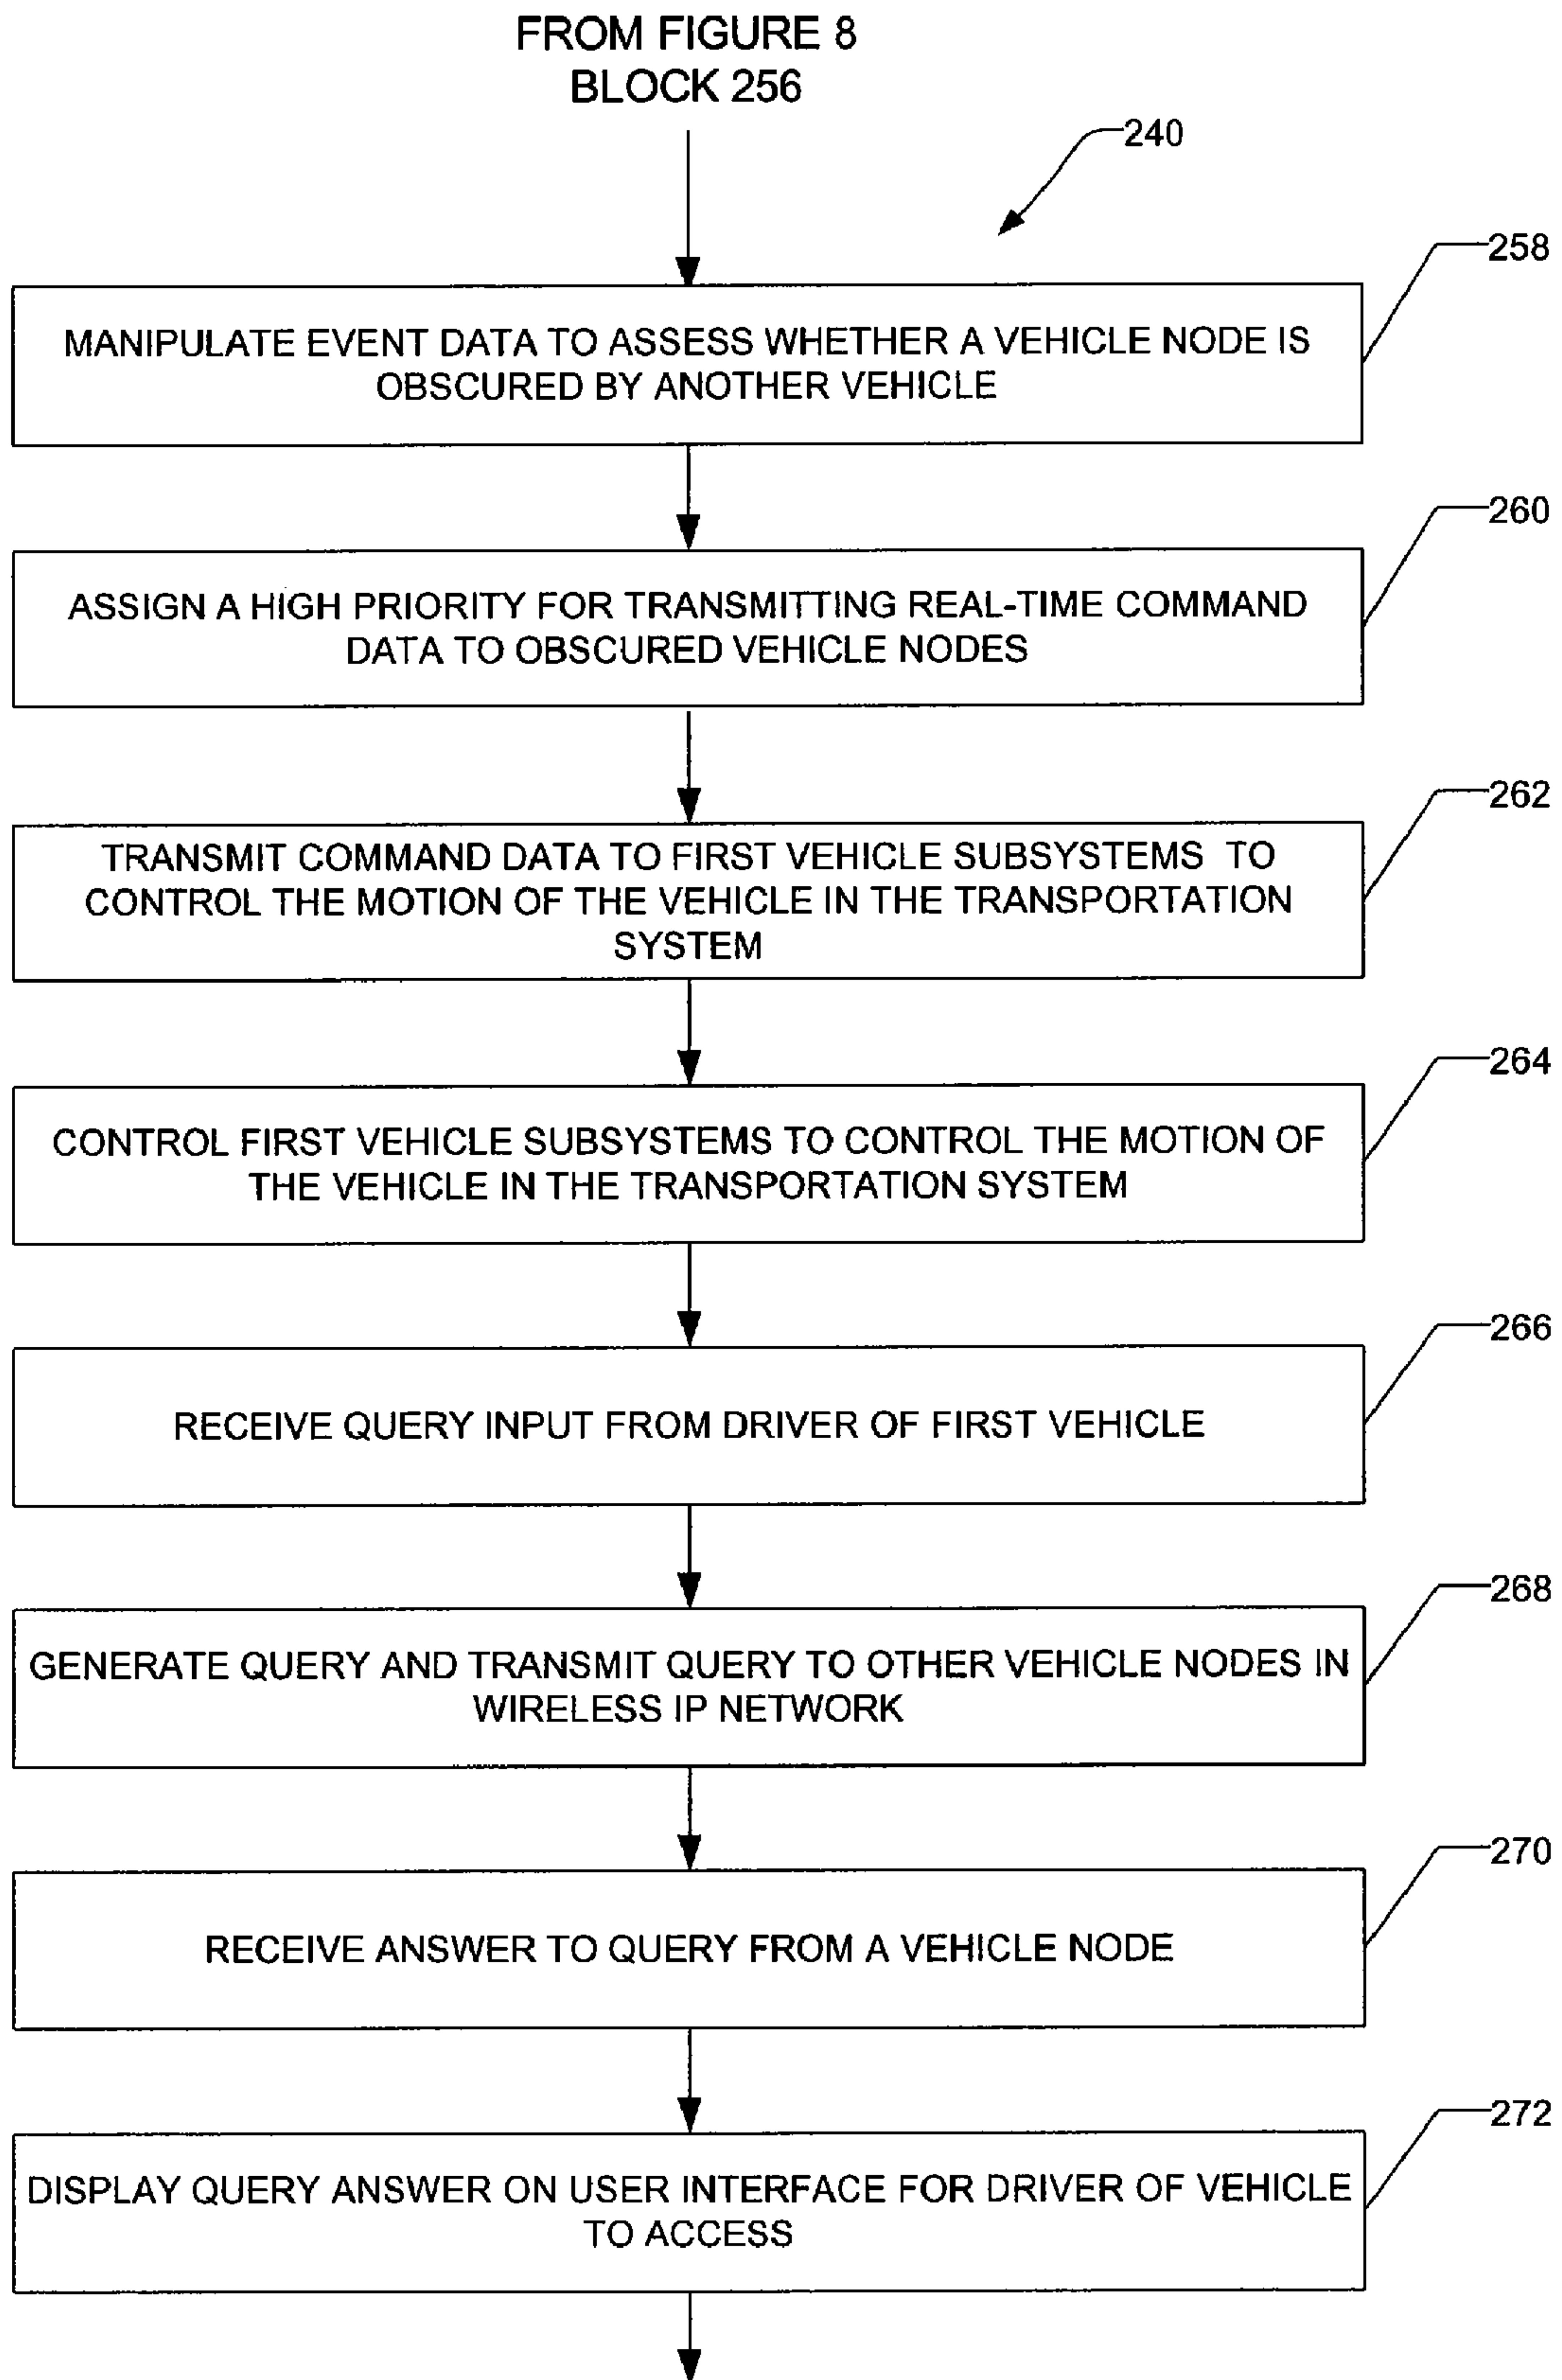 FROM FIGURE 8
BLOCK 256
240
258
MANIPULATE EVENT DATA TO ASSESS WHETHER A VEHICLE NODE IS
OBSCURED BY ANOTHER VEHICLE
260
ASSIGN A HIGH PRIORITY FOR TRANSMITTING REAL-TIME COMMAND
DATA TO OBSCURED VEHICLE NODES
262
TRANSMIT COMMAND DATA TO FIRST VEHICLE SUBSYSTEMS TO
CONTROL THE MOTION OF THE VEHICLE IN THE TRANSPORTATION
SYSTEM
264
CONTROL FIRST VEHICLE SUBSYSTEMS TO CONTROL THE MOTION OF
THE VEHICLE IN THE TRANSPORTATION SYSTEM
266
RECEIVE QUERY INPUT FROM DRIVER OF FIRST VEHICLE
268
GENERATE QUERY AND TRANSMIT QUERY TO OTHER VEHICLE NODES IN
WIRELESS IP NETWORK
270
RECEIVE ANSWER TO QUERY FROM A VEHICLE NODE
272
DISPLAY QUERY ANSWER ON USER INTERFACE FOR DRIVER OF VEHICLE
TO ACCESS